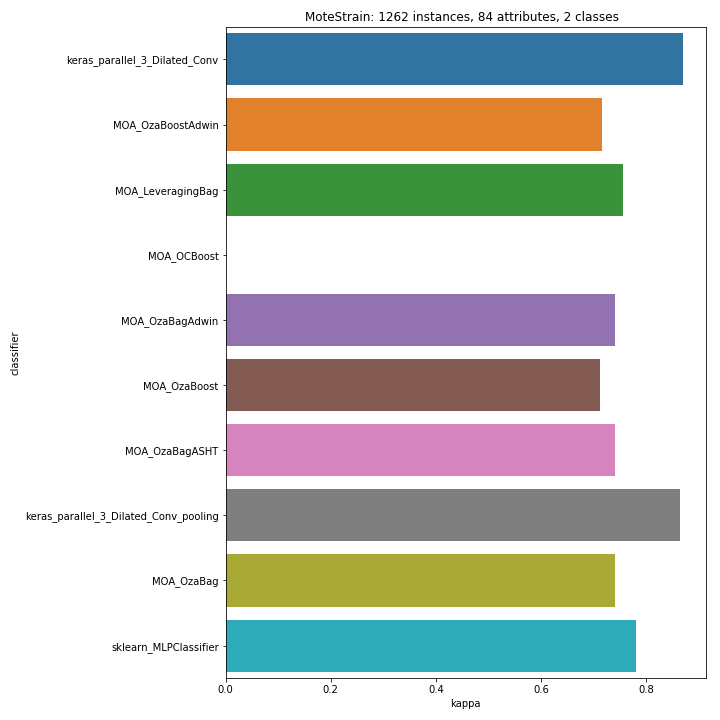 MoteStrain: 1262 instances, 84 attributes, 2 classes
keras_parallel_3_Dilated_Conv
MOA_OzaBoostAdwin
MOA_LeveragingBag
MOA_OCBoost
MOA_OzaBagAdwin
MOA_OzaBoost
MOA_OzaBagASHT
keras_parallel_3_Dilated_Conv_pooling
MOA_OzaBag
sklearn_MLPClassifier
classifier
0.0 0.2 0.4 0.6 0.8
kappa